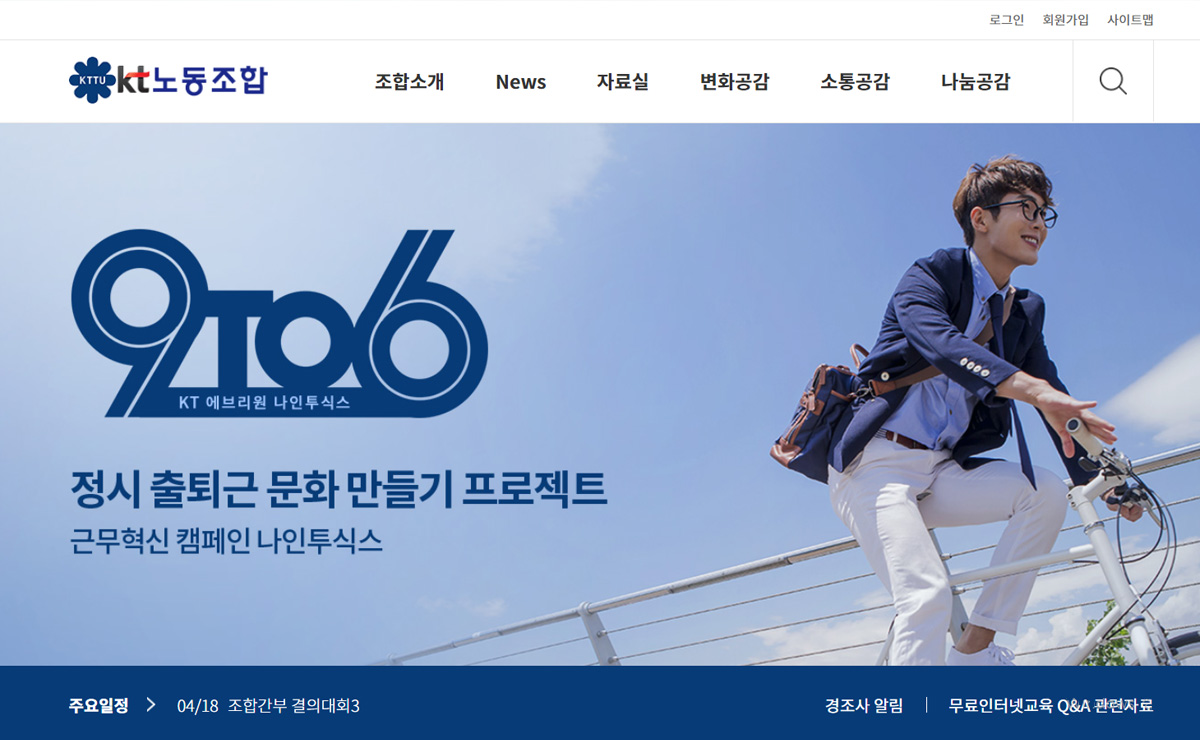 로그인 회원가입 사이트맵
KTTU kt노동조합 조합소개 News 자료실 변화공감 소통공감 나눔공감
9TO6
KT 에브리원 나인투식스
정시 출퇴근 문화 만들기 프로젝트
근무혁신 캠페인 나인투식스
주요일정 04/18 조합간부 결의대회3 경조사 알림 무료인터넷교육 Q&A 관련자료